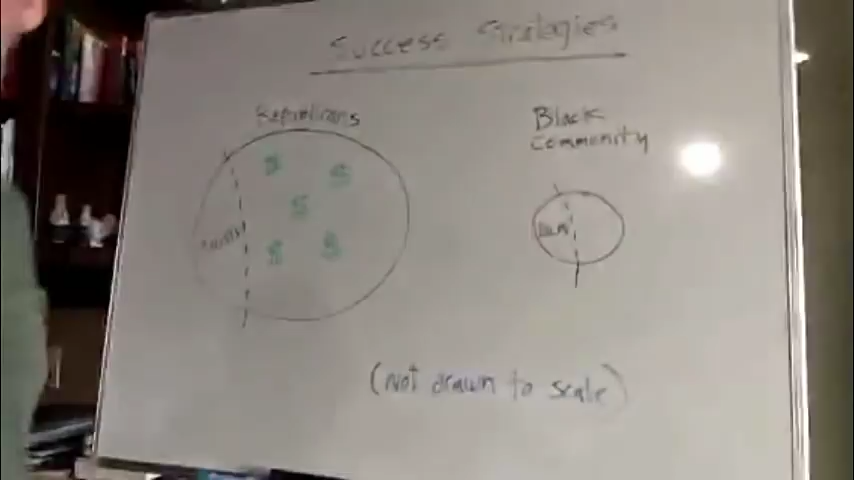 Success Strategies
Republicans
Black
Community
$ $
$
$ $
(not drawn to scale)